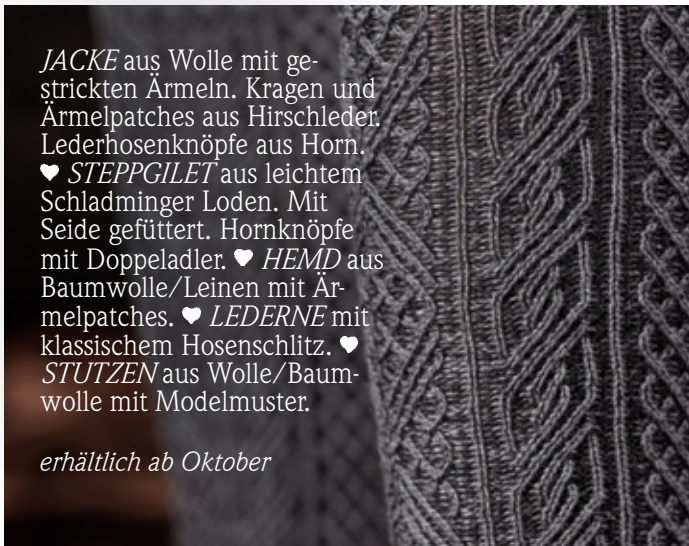 JACKE aus Wolle mit ge-
strickten Ärmeln. Kragen und
Ärmelpatches aus Hirschleder.
Lederhosenknöpfe aus Horn.
♥ STEPPGILET aus leichtem
Schladminger Loden. Mit
Seide gefüttert. Hornknöpfe
mit Doppeladler. ♥ HEMD aus
Baumwolle/Leinen mit Är-
melpatches. ♥ LEDERNE mit
klassischem Hosenschlitz. ♥
STUTZEN aus Wolle/Baum-
wolle mit Modelmuster.
erhältlich ab Oktober